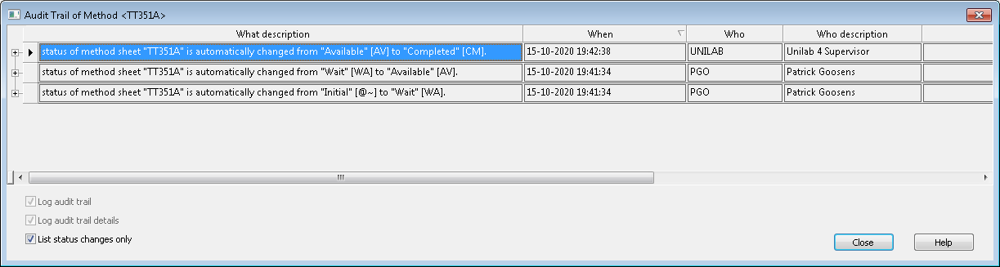 Audit Trail of Method <TT351A>
What description When Who Who description
status of method sheet "TT351A" is automatically changed from "Available" [AV] to "Completed" [CM]. 15-10-2020 19:42:38 UNILAB Unilab 4 Supervisor
status of method sheet "TT351A" is automatically changed from "Wait" [WA] to "Available" [AV]. 15-10-2020 19:41:34 PGO Patrick Goosens
status of method sheet "TT351A" is automatically changed from "Initial" [@~] to "Wait" [WA]. 15-10-2020 19:41:34 PGO Patrick Goosens
Log audit trail
Log audit trail details
List status changes only
Close Help